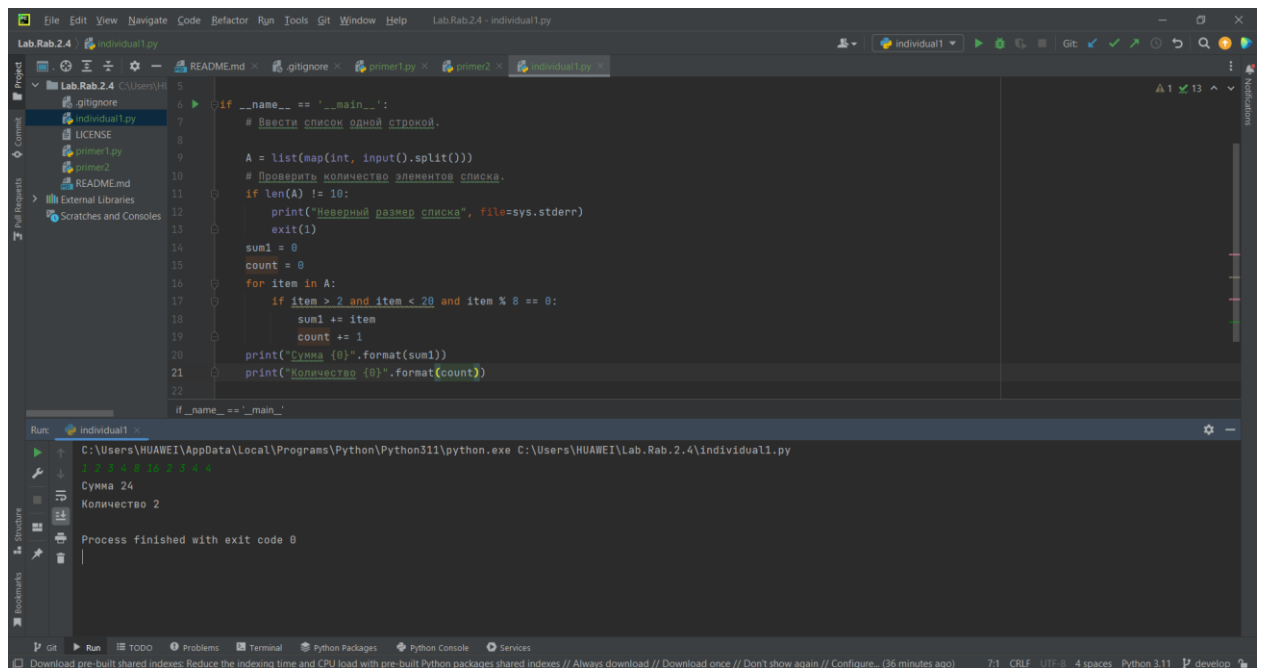 File Edit View Navigate Code Refactor Run Tools Git Window Help Lab.Rab.2.4 - individual1.py
Lab.Rab.2.4 individual1.py individual1 Git:
Project README.md .gitignore primer1.py primer2 individual1.py Notifications
Lab.Rab.2.4 C:\Users\H 5 1 13
.gitignore 6 if __name__ == '__main__':
individual1.py 7 # Ввести список одной строкой.
LICENSE 8
primer1.py 9 A = list(map(int, input().split()))
primer2 10 # Проверить количество элементов списка.
README.md 11 if len(A) != 10:
External Libraries 12 print("Неверный размер списка", file=sys.stderr)
Scratches and Consoles 13 exit(1)
14 sum1 = 0
15 count = 0
16 for item in A:
17 if item > 2 and item < 20 and item % 8 == 0:
18 sum1 += item
19 count += 1
20 print("Сумма {0}".format(sum1))
21 print("Количество {0}".format(count))
22
if __name__ == '__main__'
Commit
Pull Requests
Run: individual1
C:\Users\HUAWEI\AppData\Local\Programs\Python\Python311\python.exe C:\Users\HUAWEI\Lab.Rab.2.4\individual1.py
1 2 3 4 8 16 2 3 4 4
Сумма 24
Количество 2
Process finished with exit code 0
Structure
Bookmarks
Git Run TODO Problems Terminal Python Packages Python Console Services
Download pre-built shared indexes: Reduce the indexing time and CPU load with pre-built Python packages shared indexes // Always download // Download once // Don't show again // Configure... (36 minutes ago) 7:1 CRLF UTF-8 4 spaces Python 3.11 develop